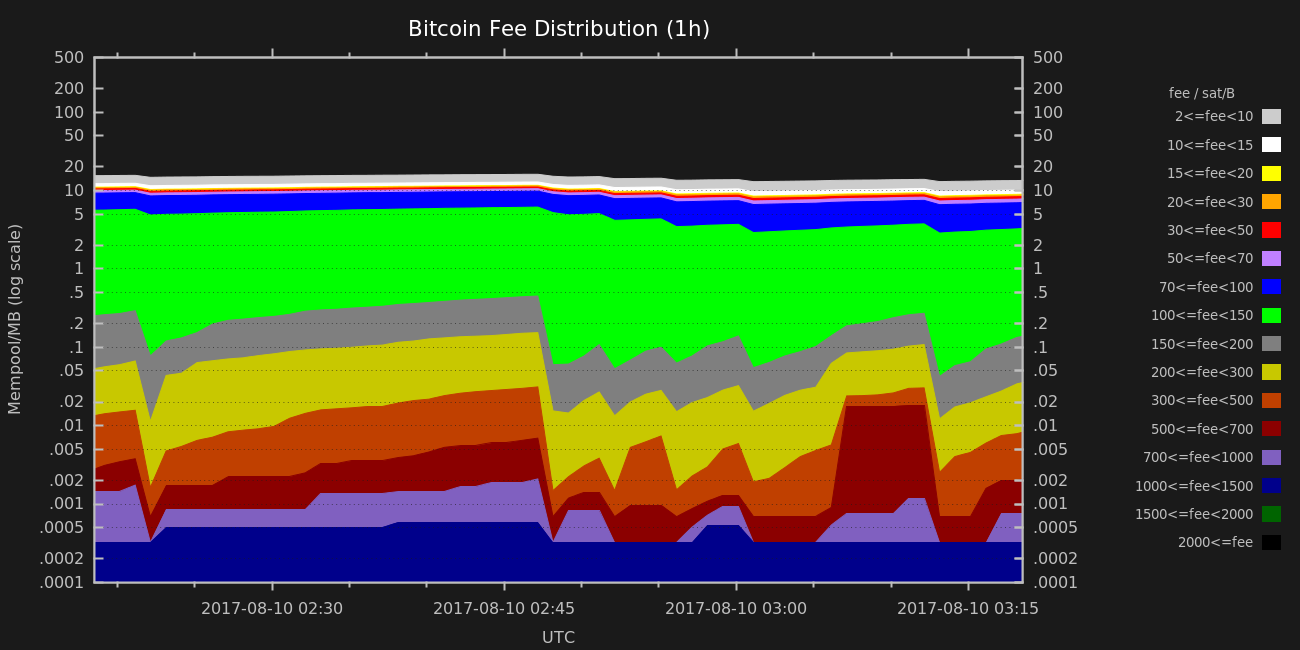 Bitcoin Fee Distribution (1h)
500 500
200 200
100 100
50 50
20 20
10 10
5 5
2 2
1 1
.5 .5
.2 .2
.1 .1
.05 .05
.02 .02
.01 .01
.005 .005
.002 .002
.001 .001
.0005 .0005
.0002 .0002
.0001 .0001
Mempool/MB (log scale)
2017-08-10 02:30 2017-08-10 02:45 2017-08-10 03:00 2017-08-10 03:15
UTC
fee / sat/B
2<=fee<10
10<=fee<15
15<=fee<20
20<=fee<30
30<=fee<50
50<=fee<70
70<=fee<100
100<=fee<150
150<=fee<200
200<=fee<300
300<=fee<500
500<=fee<700
700<=fee<1000
1000<=fee<1500
1500<=fee<2000
2000<=fee